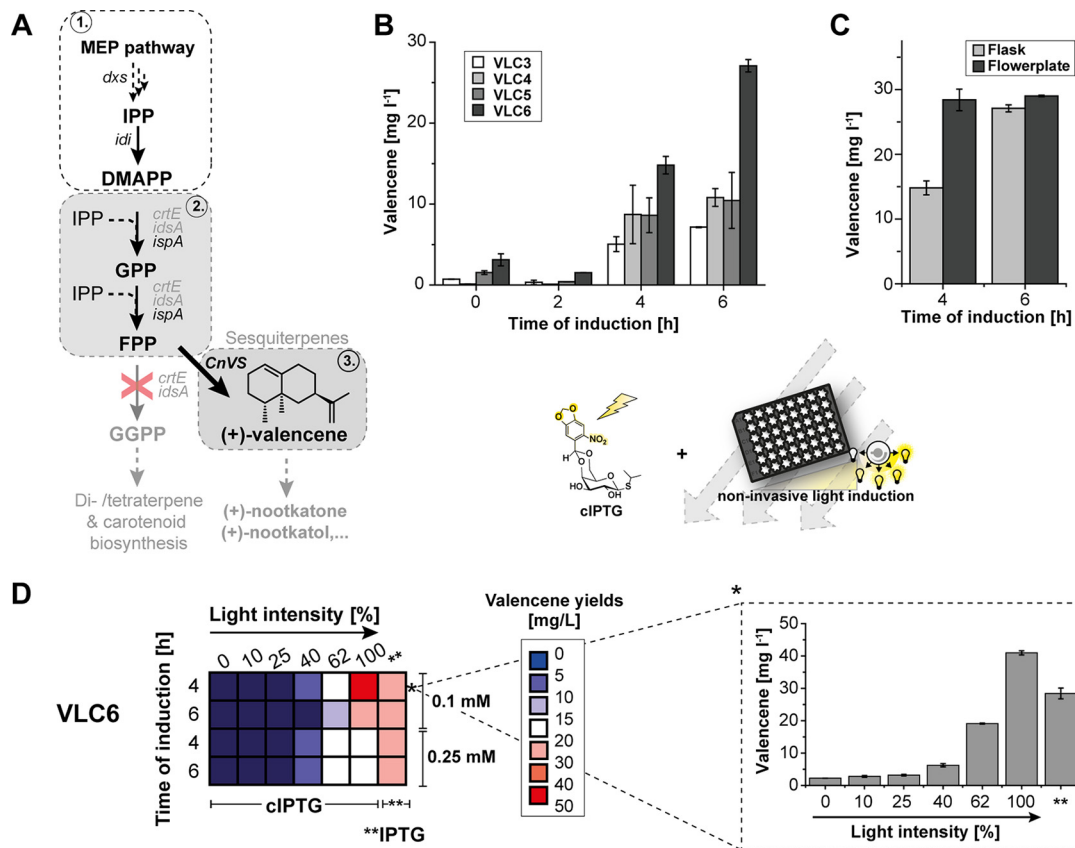 A
1.
MEP pathway
dxs
IPP
idi
DMAPP
2.
IPP
crtE
idsA
ispA
GPP
IPP
crtE
idsA
ispA
FPP
crtE
idsA
GGPP
Di- /tetraterpene
& carotenoid
biosynthesis
Sesquiterpenes
3.
CnVS
(+)-valencene
(+)-nootkatone
(+)-nootkatol,...
B
VLC3
VLC4
VLC5
VLC6
Valencene [mg l-1]
30
20
10
5
0
0 2 4 6
Time of induction [h]
C
Flask
Flowerplate
Valencene [mg l-1]
30
20
10
0
4 6
Time of induction [h]
O
O
NO2
H
O
O
HO
O
S
HO
OH
cIPTG
+
non-invasive light induction
D
VLC6
Light intensity [%]
0 10 25 40 62 100 **
Time of induction [h]
4
6
4
6
*
0.1 mM
0.25 mM
cIPTG
**
**IPTG
Valencene yields
[mg/L]
0
5
10
15
20
30
40
50
*
Valencene [mg l-1]
50
40
30
20
10
0
0 10 25 40 62 100 **
Light intensity [%]